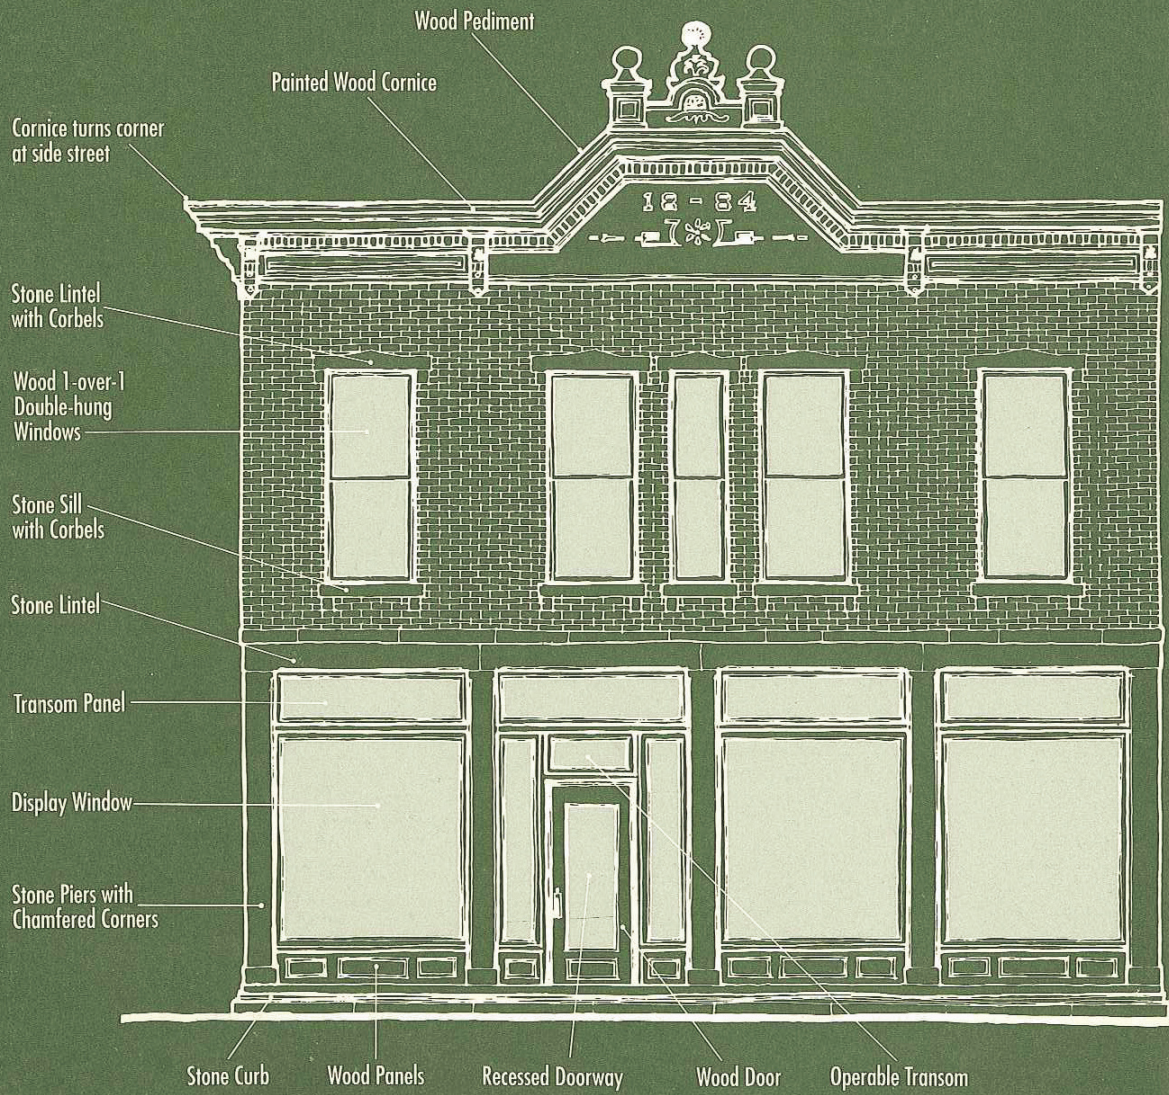 Wood Pediment
Painted Wood Cornice
Cornice turns corner
at side street
18 - 84
Stone Lintel
with Corbels
Wood 1-over-1
Double-hung
Windows
Stone Sill
with Corbels
Stone Lintel
Transom Panel
Display Window
Stone Piers with
Chamfered Corners
Stone Curb
Wood Panels
Recessed Doorway
Wood Door
Operable Transom